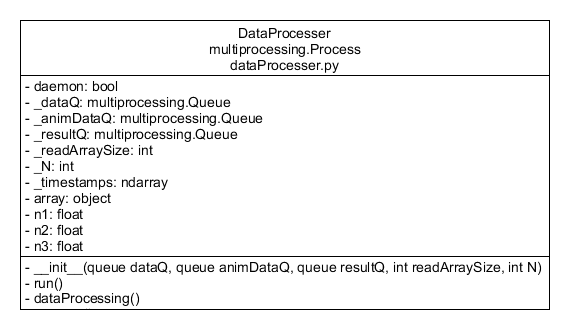 DataProcesser
multiprocessing.Process
dataProcesser.py
- daemon: bool
- _dataQ: multiprocessing.Queue
- _animDataQ: multiprocessing.Queue
- _resultQ: multiprocessing.Queue
- _readArraySize: int
- _N: int
- _timestamps: ndarray
- array: object
- n1: float
- n2: float
- n3: float
- __init__(queue dataQ, queue animDataQ, queue resultQ, int readArraySize, int N)
- run()
- dataProcessing()